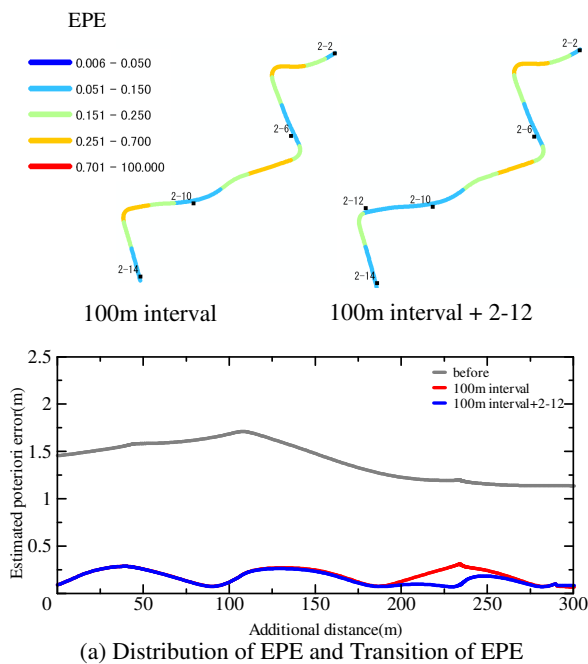 EPE
0.006 - 0.050
0.051 - 0.150
0.151 - 0.250
0.251 - 0.700
0.701 - 100.000
2-2
2-6
2-10
2-14
100m interval
2-2
2-6
2-12
2-10
2-14
100m interval + 2-12
2.5
2
1.5
1
0.5
0
Estimated poteriori error(m)
before
100m interval
100m interval+2-12
0 50 100 150 200 250 300
Additional distance(m)
(a) Distribution of EPE and Transition of EPE